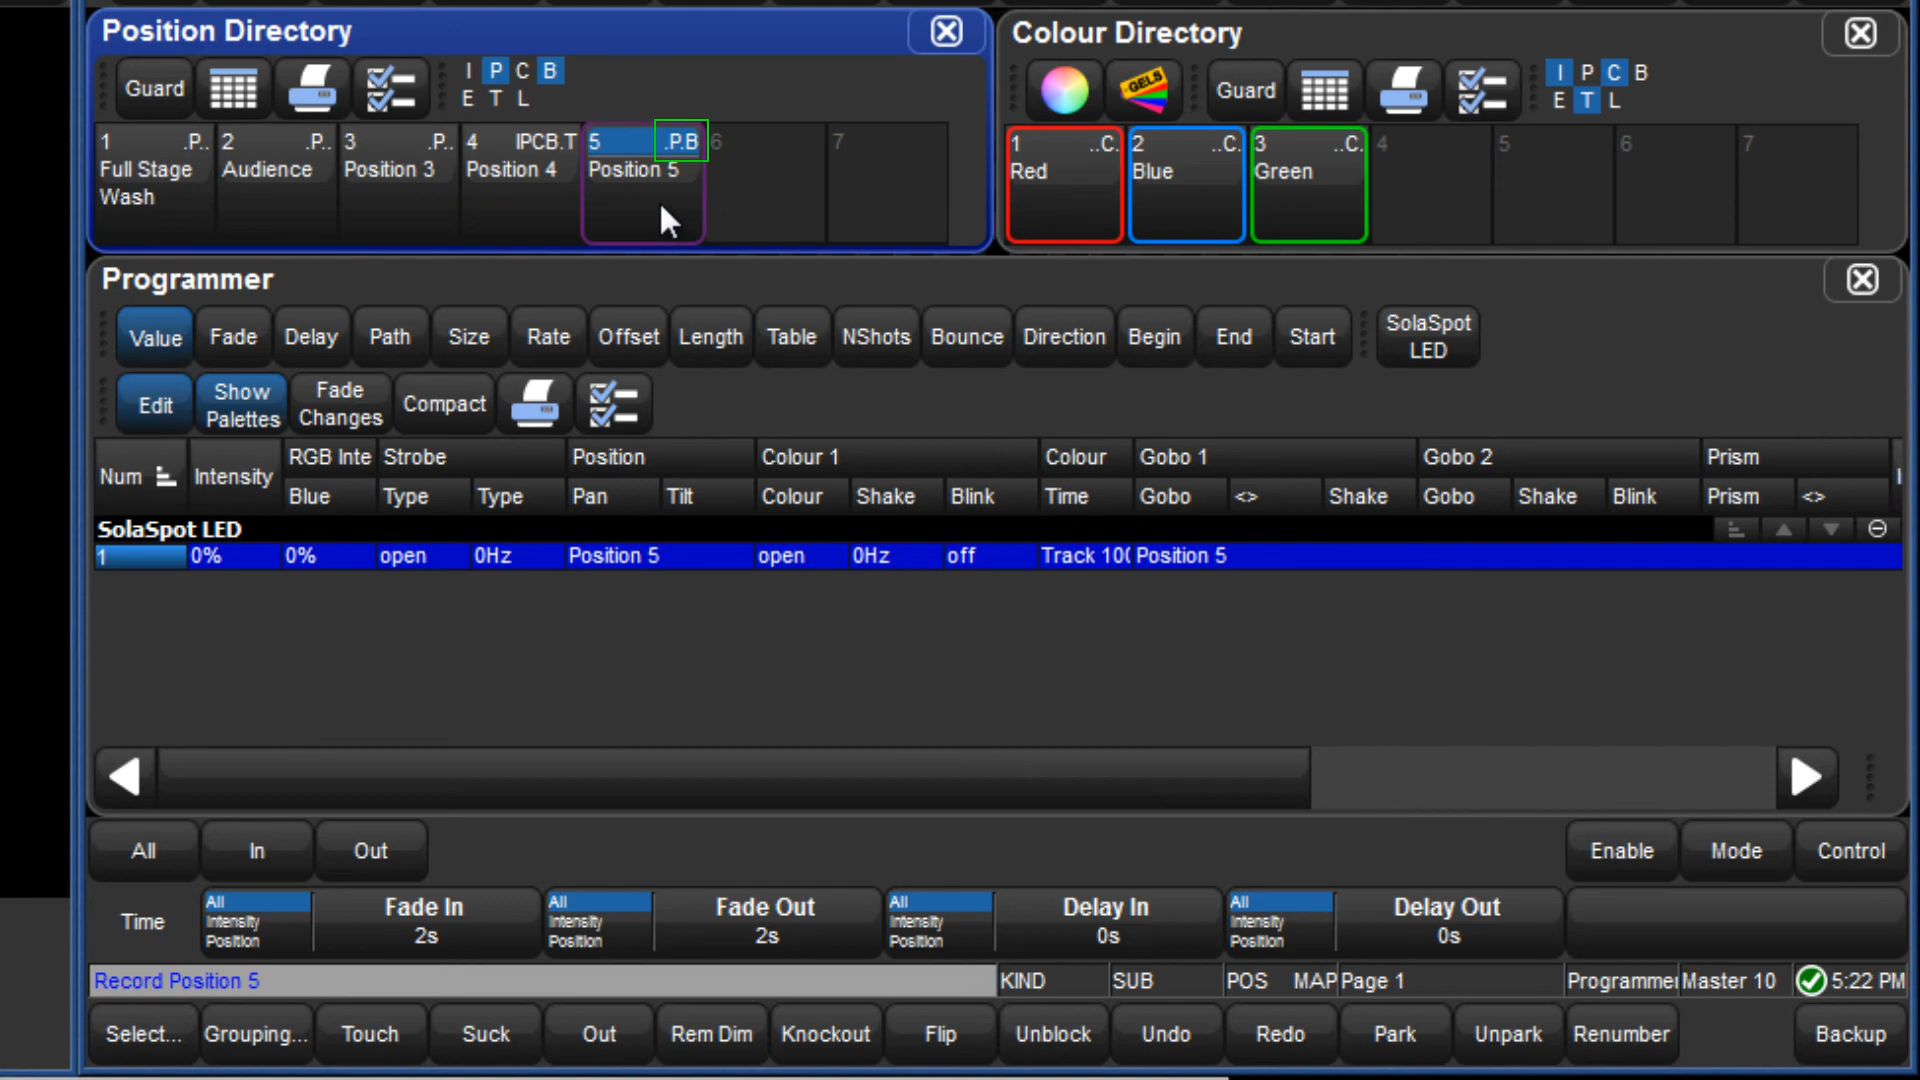 Position Directory
Guard
I P C B
E T L
1 .P..
Full Stage
Wash
2 .P..
Audience
3 .P..
Position 3
4 IPCB.T
Position 4
5 .P.B
Position 5
6
7
Colour Directory
GELS
Guard
I P C B
E T L
1 ..C.
Red
2 ..C.
Blue
3 ..C.
Green
4
5
6
7
Programmer
Value Fade Delay Path Size Rate Offset Length Table NShots Bounce Direction Begin End Start
SolaSpot
LED
Edit
Show
Palettes
Fade
Changes
Compact
Num Intensity RGB Inte Strobe Position Colour 1 Colour Gobo 1 Gobo 2 Prism
Blue Type Type Pan Tilt Colour Shake Blink Time Gobo <> Shake Gobo Shake Blink Prism <>
SolaSpot LED
1 0% 0% open 0Hz Position 5 open 0Hz off Track 100 Position 5
All In Out Enable Mode Control
Time
All
Intensity
Position
Fade In
2s
All
Intensity
Position
Fade Out
2s
All
Intensity
Position
Delay In
0s
All
Intensity
Position
Delay Out
0s
Record Position 5 KIND SUB POS MAP Page 1 Programmer Master 10 5:22 PM
Select... Grouping... Touch Suck Out Rem Dim Knockout Flip Unblock Undo Redo Park Unpark Renumber Backup